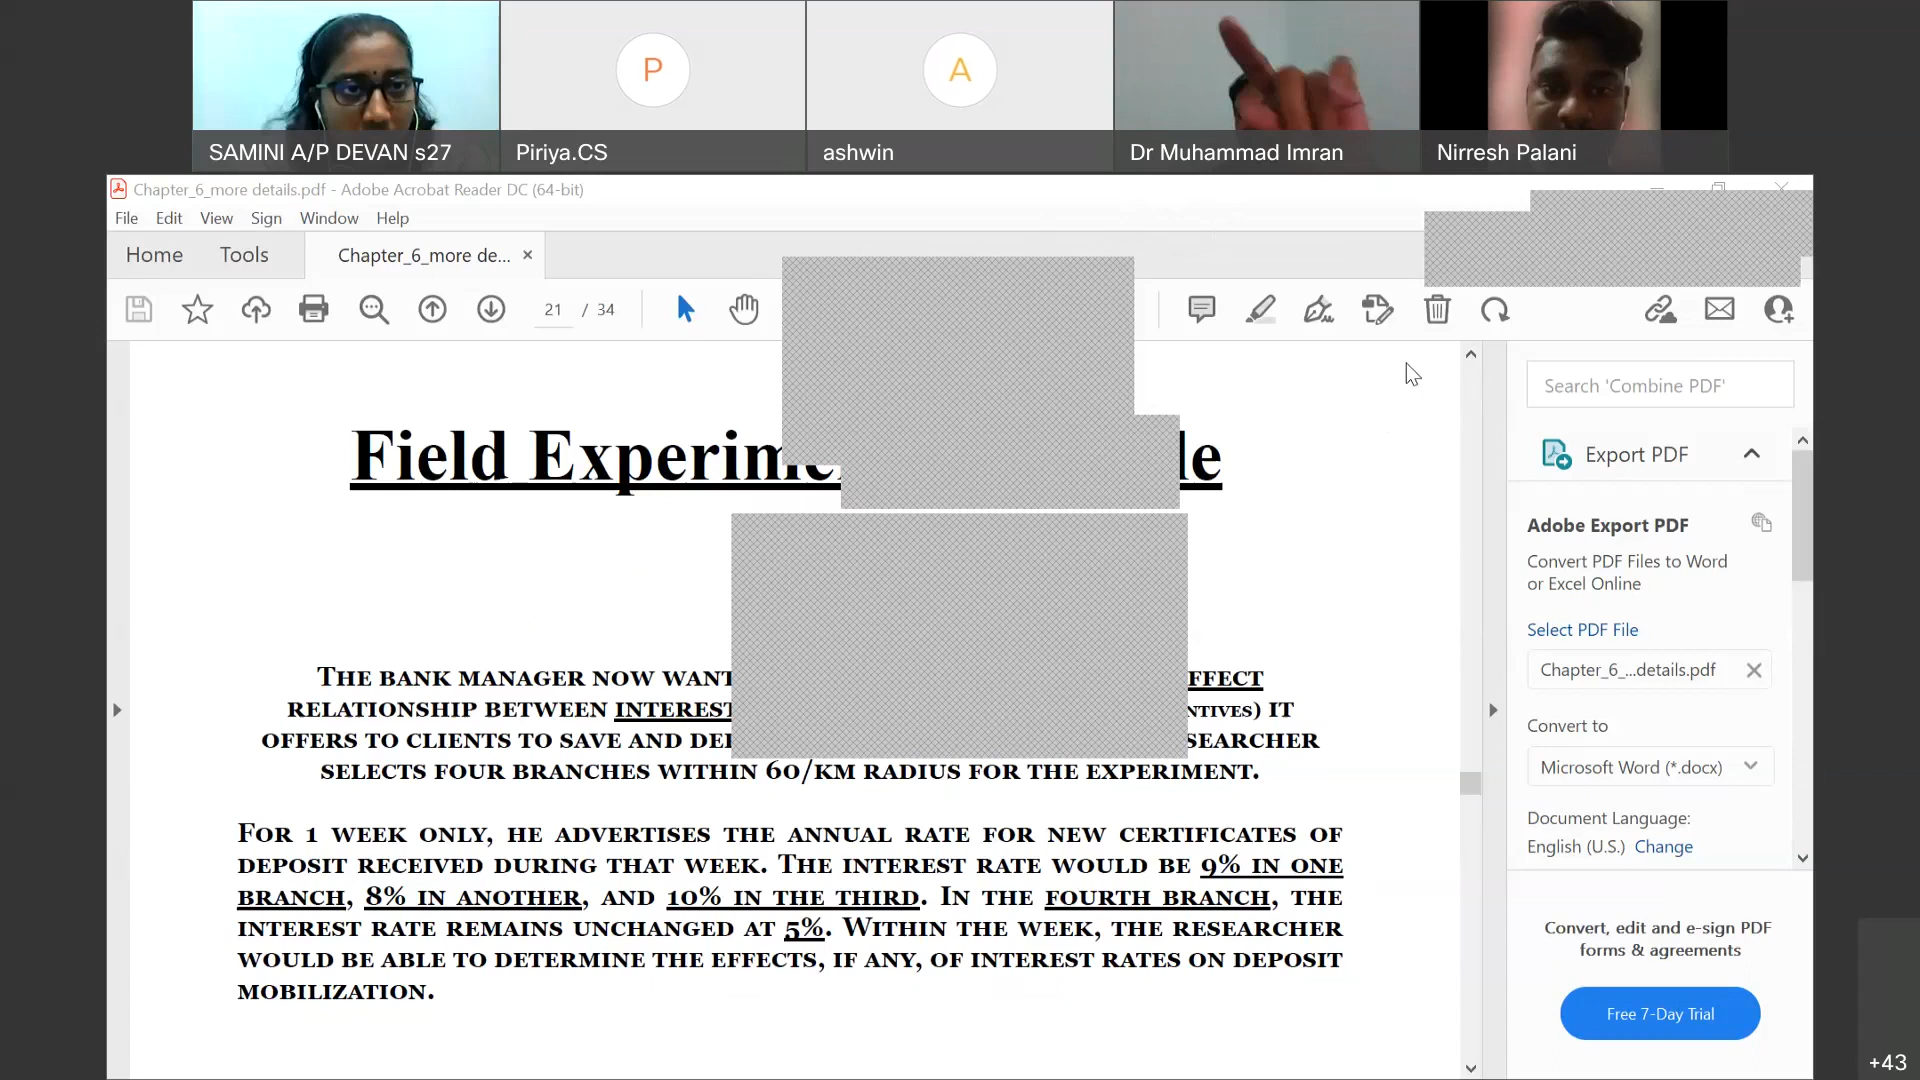 P
A
SAMINI A/P DEVAN s27
Piriya.CS
ashwin
Dr Muhammad Imran
Nirresh Palani
Chapter_6_more details.pdf - Adobe Acrobat Reader DC (64-bit)
File Edit View Sign Window Help
Home Tools Chapter_6_more de... ×
21 / 34
Search 'Combine PDF'
Field
Export PDF
Adobe Export PDF
Convert PDF Files to Word
or Excel Online
Select PDF File
Chapter_6_...details.pdf
Convert to
Microsoft Word (*.docx)
Document Language:
English (U.S.) Change
Convert, edit and e-sign PDF
forms & agreements
Free 7-Day Trial
THE BANK MANAGER NOW
RELATIONSHIP BETWEEN IT
OFFERS TO CLIENTS TO SAVE AND
SELECTS FOUR BRANCHES WITHIN 60/KM RADIUS FOR THE EXPERIMENT.
FOR 1 WEEK ONLY, HE ADVERTISES THE ANNUAL RATE FOR NEW CERTIFICATES OF
DEPOSIT RECEIVED DURING THAT WEEK. THE INTEREST RATE WOULD BE 9% IN ONE
BRANCH, 8% IN ANOTHER, AND 10% IN THE THIRD. IN THE FOURTH BRANCH, THE
INTEREST RATE REMAINS UNCHANGED AT 5%. WITHIN THE WEEK, THE RESEARCHER
WOULD BE ABLE TO DETERMINE THE EFFECTS, IF ANY, OF INTEREST RATES ON DEPOSIT
MOBILIZATION.
+43